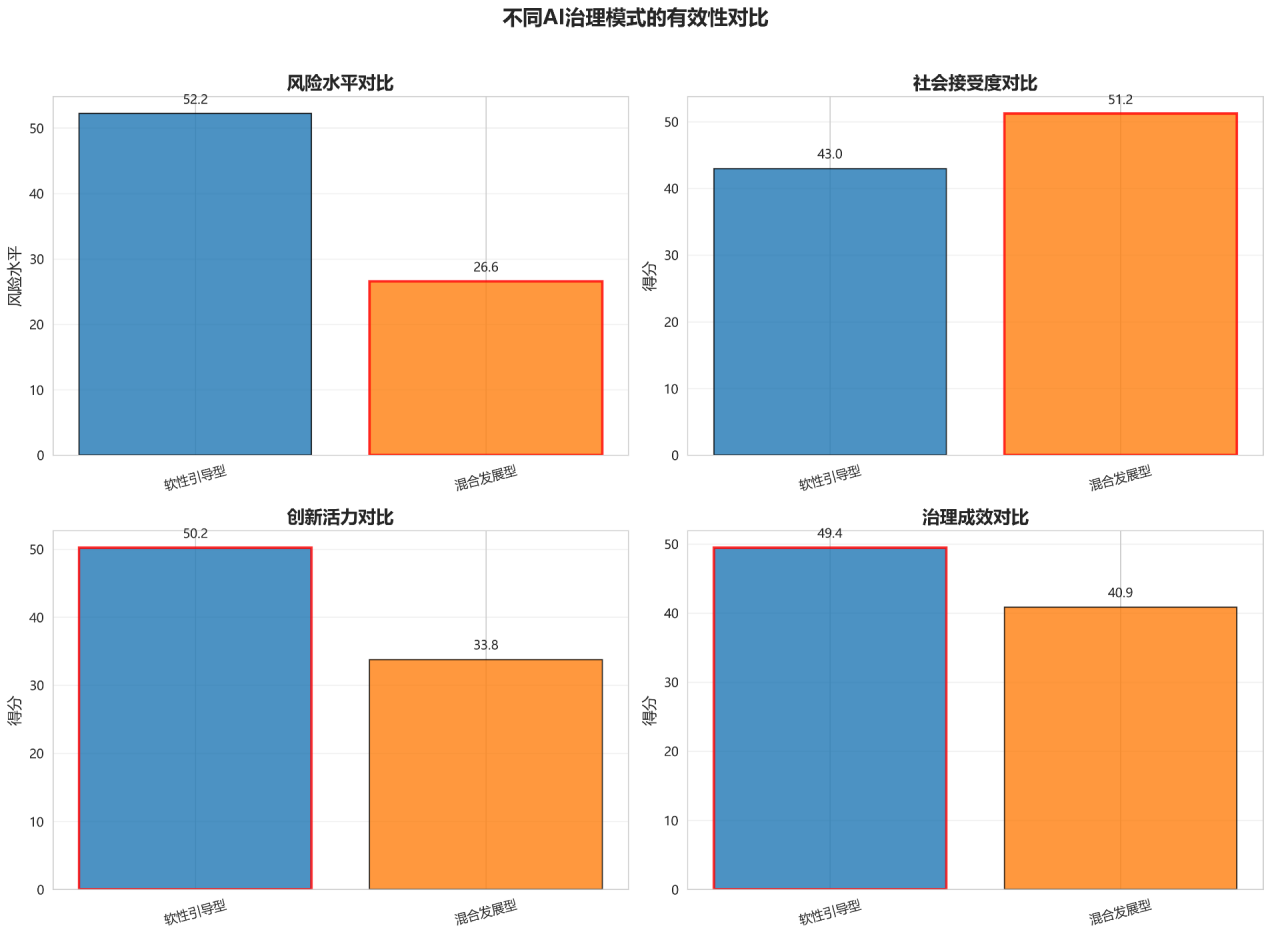 不同AI治理模式的有效性对比
风险水平对比
52.2
26.6
风险水平
50
40
30
20
10
0
软性引导型
混合发展型
社会接受度对比
43.0
51.2
得分
50
40
30
20
10
0
软性引导型
混合发展型
创新活力对比
50.2
33.8
得分
50
40
30
20
10
0
软性引导型
混合发展型
治理成效对比
49.4
40.9
得分
50
40
30
20
10
0
软性引导型
混合发展型